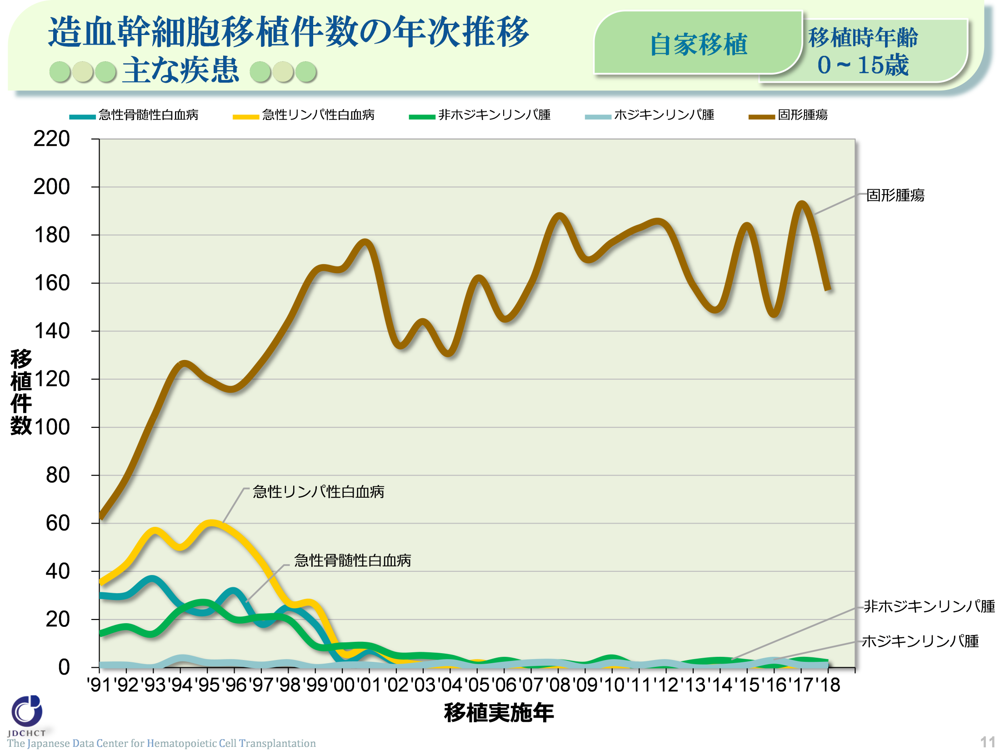 造血幹細胞移植件数の年次推移
主な疾患
自家移植
移植時年齢
0 ~ 15歳
急性骨髄性白血病
急性リンパ性白血病
非ホジキンリンパ腫
ホジキンリンパ腫
固形腫瘍
220
200
180
160
140
120
100
80
60
40
20
0
移植件数
固形腫瘍
急性リンパ性白血病
急性骨髄性白血病
非ホジキンリンパ腫
ホジキンリンパ腫
'91 '92 '93 '94 '95 '96 '97 '98 '99 '00 '01 '02 '03 '04 '05 '06 '07 '08 '09 '10 '11 '12 '13 '14 '15 '16 '17 '18
移植実施年
JDCHCT
The Japanese Data Center for Hematopoietic Cell Transplantation
11